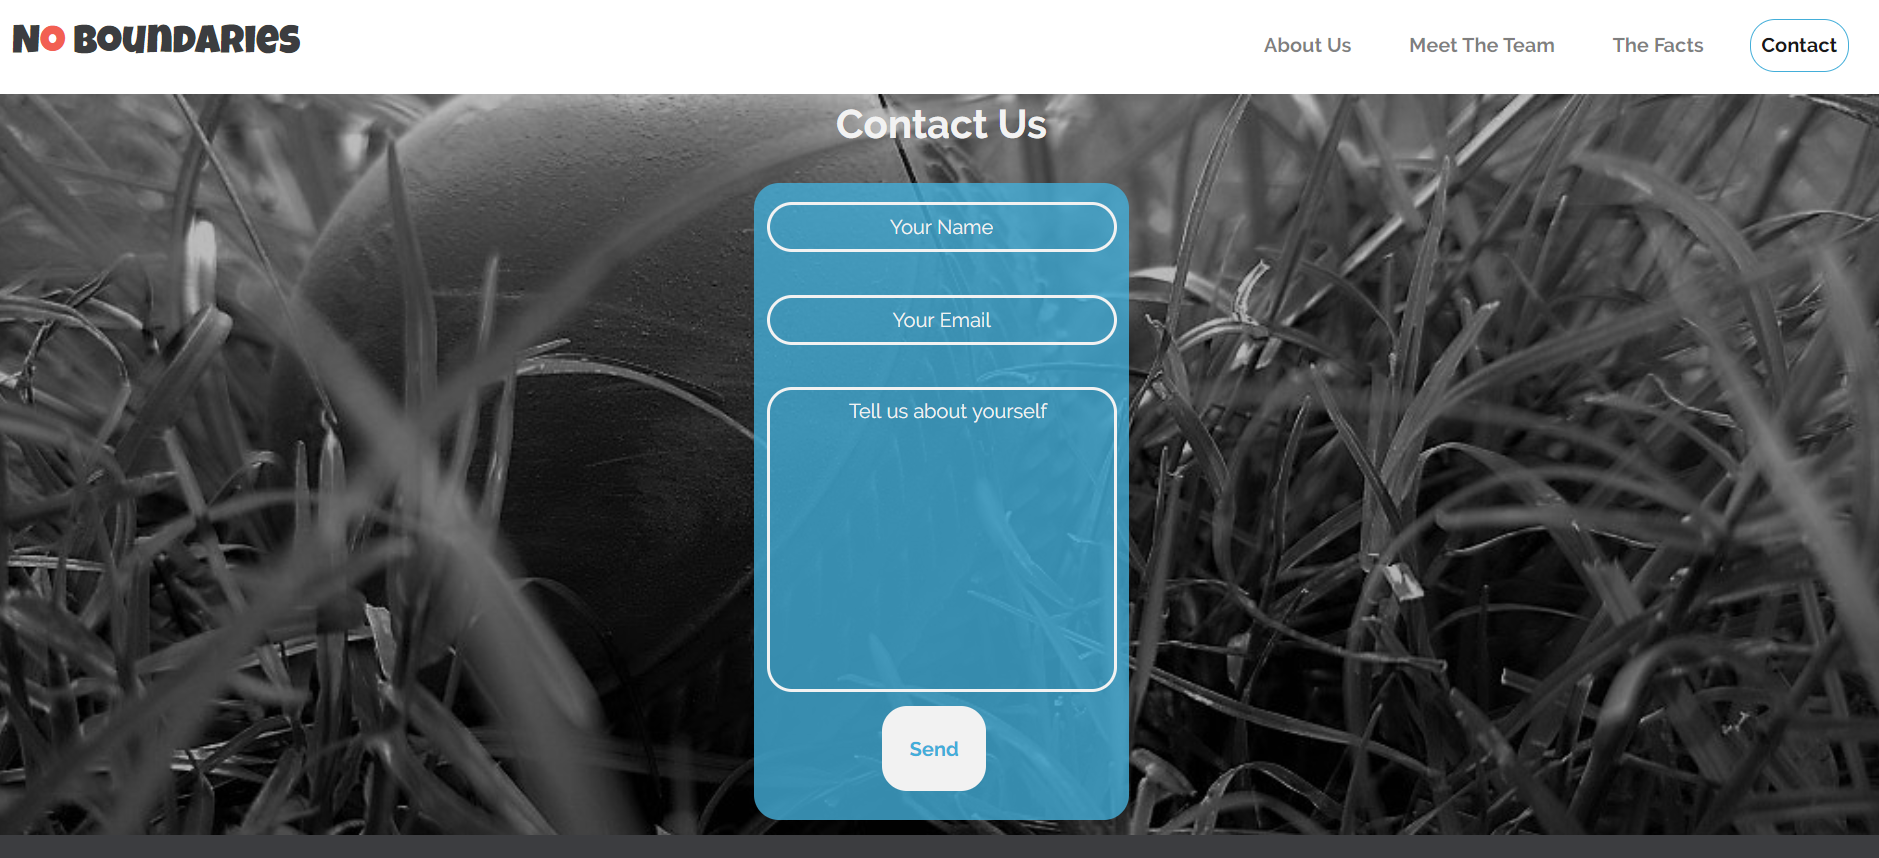 No Boundaries
About Us
Meet The Team
The Facts
Contact
Contact Us
Your Name
Your Email
Tell us about yourself
Send